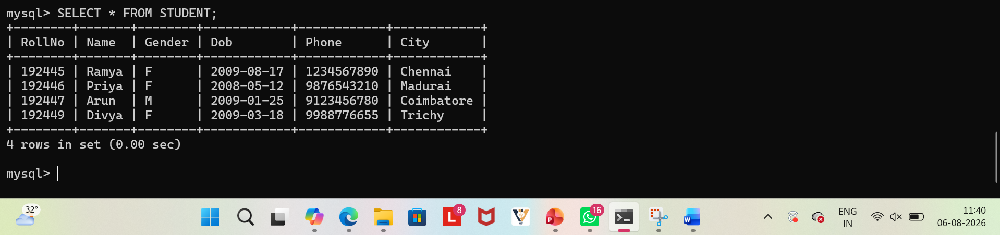 mysql> SELECT * FROM STUDENT;
+--------+-------+--------+------------+------------+------------+
| RollNo | Name  | Gender | Dob        | Phone      | City       |
+--------+-------+--------+------------+------------+------------+
| 192445 | Ramya | F      | 2009-08-17 | 1234567890 | Chennai    |
| 192446 | Priya | F      | 2008-05-12 | 9876543210 | Madurai    |
| 192447 | Arun  | M      | 2009-01-25 | 9123456780 | Coimbatore |
| 192449 | Divya | F      | 2009-03-18 | 9988776655 | Trichy     |
+--------+-------+--------+------------+------------+------------+
4 rows in set (0.00 sec)
mysql>
32°
L 8
P
16
W
ENG
IN
11:40
06-08-2026